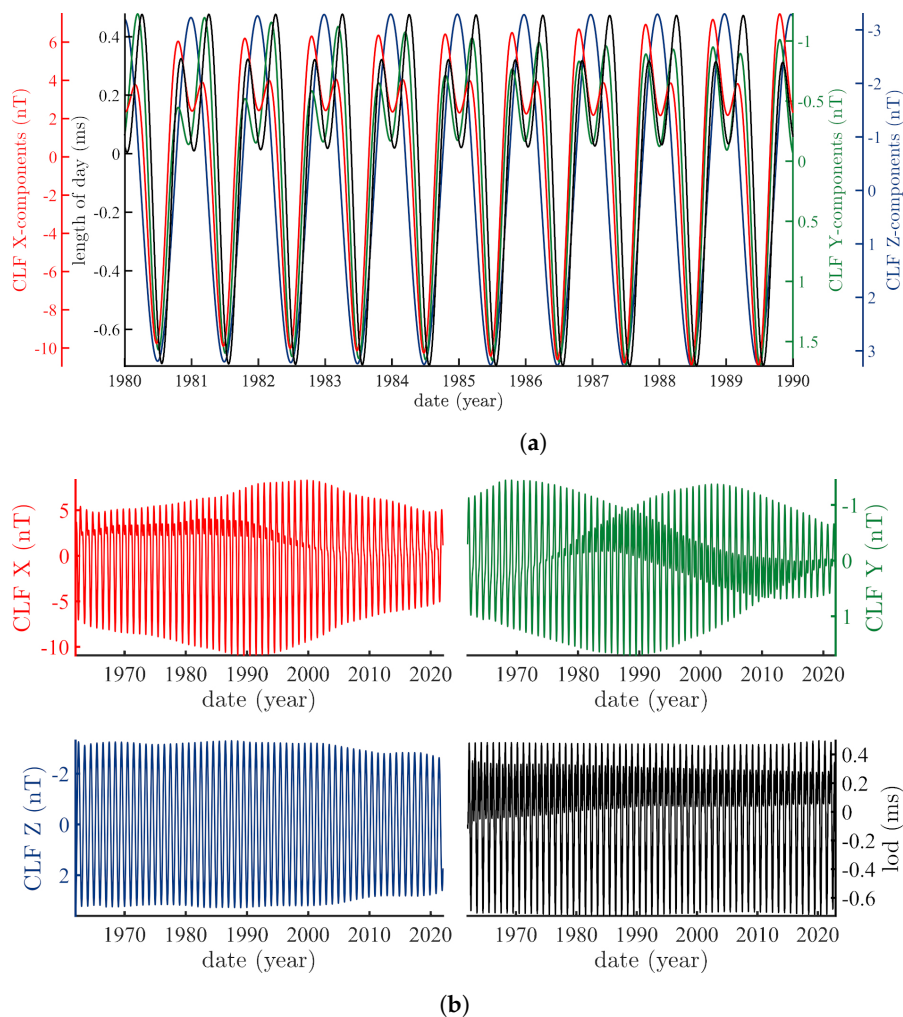 CLF X-components (nT)
6
4
2
0
-2
-4
-6
-8
-10
length of day (ms)
0.4
0.2
0
-0.2
-0.4
-0.6
CLF Y-components (nT)
-1
-0.5
0
0.5
1
1.5
CLF Z-components (nT)
-3
-2
-1
0
1
2
3
1980 1981 1982 1983 1984 1985 1986 1987 1988 1989 1990
date (year)
(a)
CLF X (nT)
5
0
-5
-10
1970 1980 1990 2000 2010 2020
date (year)
-1
0
1
CLF Y (nT)
1970 1980 1990 2000 2010 2020
date (year)
CLF Z (nT)
-2
0
2
1970 1980 1990 2000 2010 2020
date (year)
0.4
0.2
0
-0.2
-0.4
-0.6
lod (ms)
1970 1980 1990 2000 2010 2020
date (year)
(b)